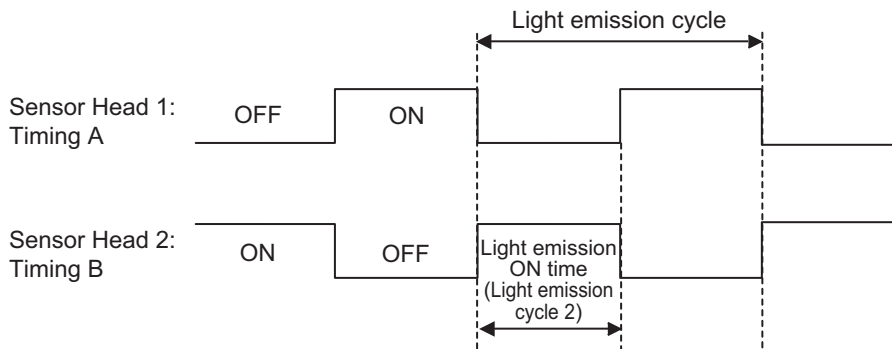 Light emission cycle
Sensor Head 1:
Timing A
OFF
ON
Sensor Head 2:
Timing B
ON
OFF
Light emission
ON time
(Light emission
cycle 2)